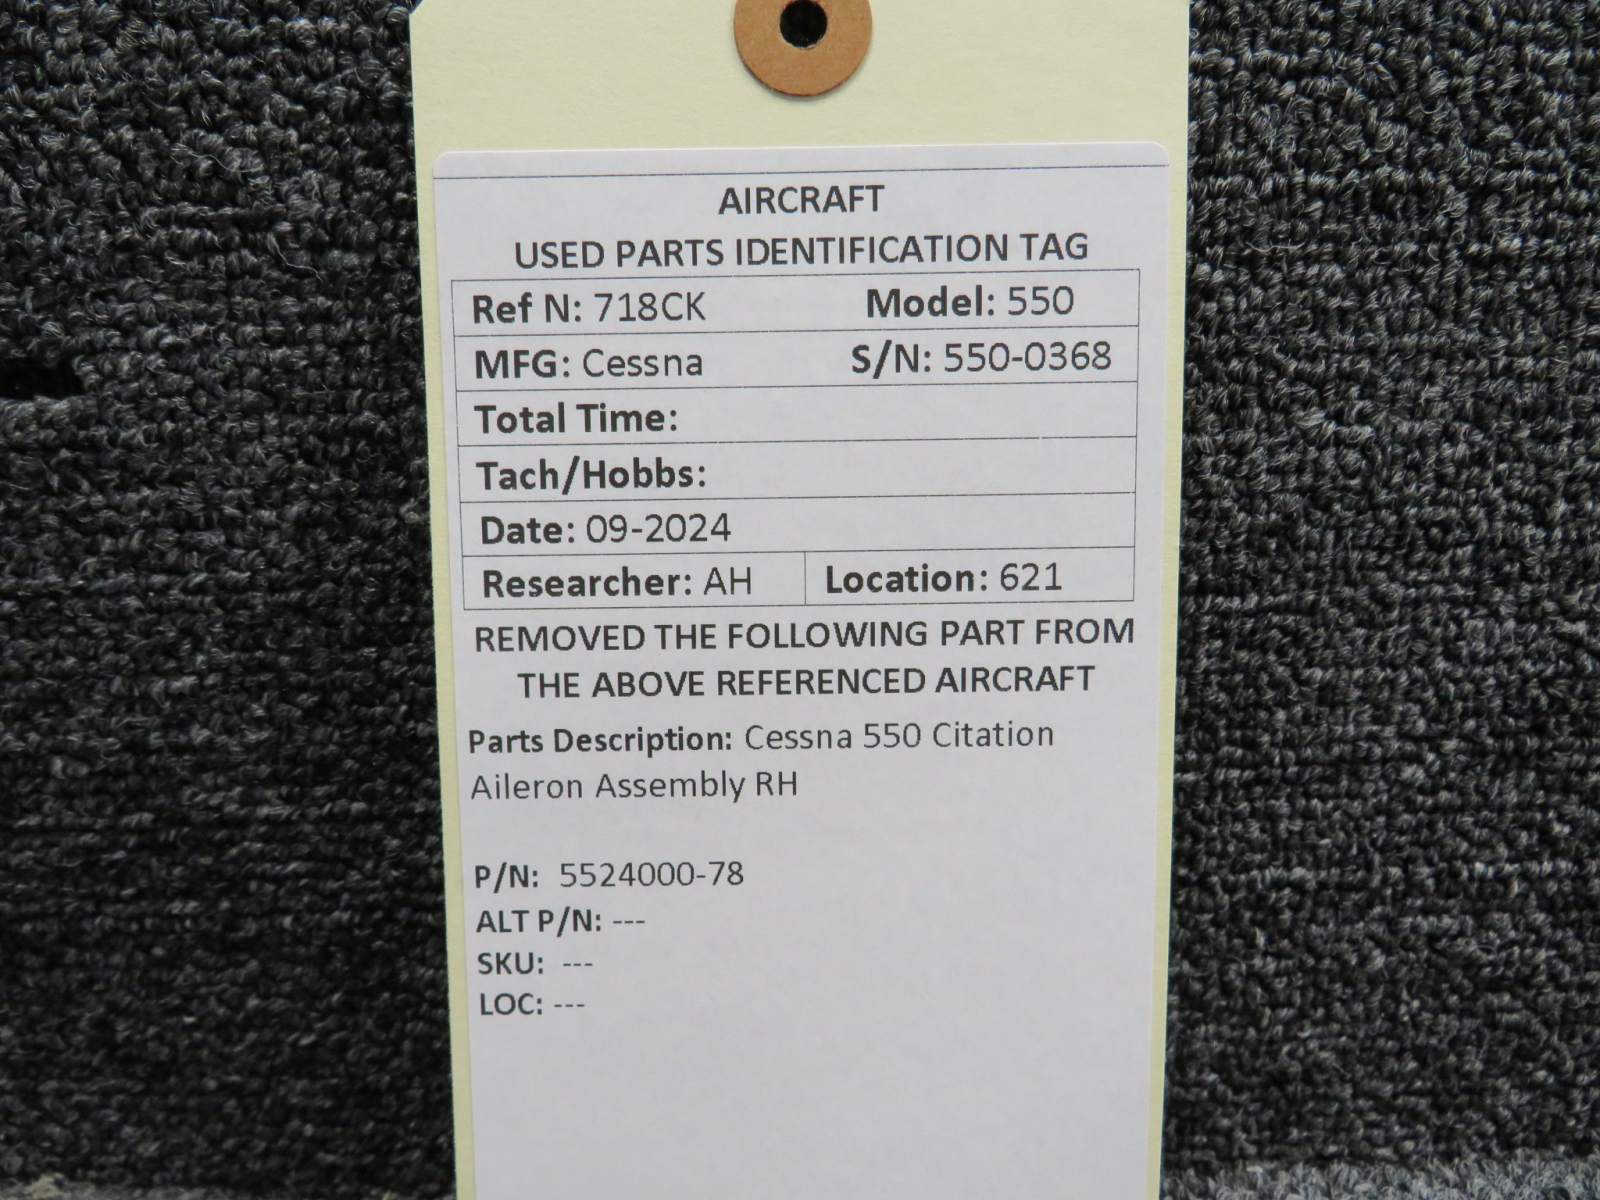 AIRCRAFT
USED PARTS IDENTIFICATION TAG
Ref N: 718CK Model: 550
MFG: Cessna S/N: 550-0368
Total Time:
Tach/Hobbs:
Date: 09-2024
Researcher: AH Location: 621
REMOVED THE FOLLOWING PART FROM
THE ABOVE REFERENCED AIRCRAFT
Parts Description: Cessna 550 Citation
Aileron Assembly RH
P/N: 5524000-78
ALT P/N: ---
SKU: ---
LOC: ---